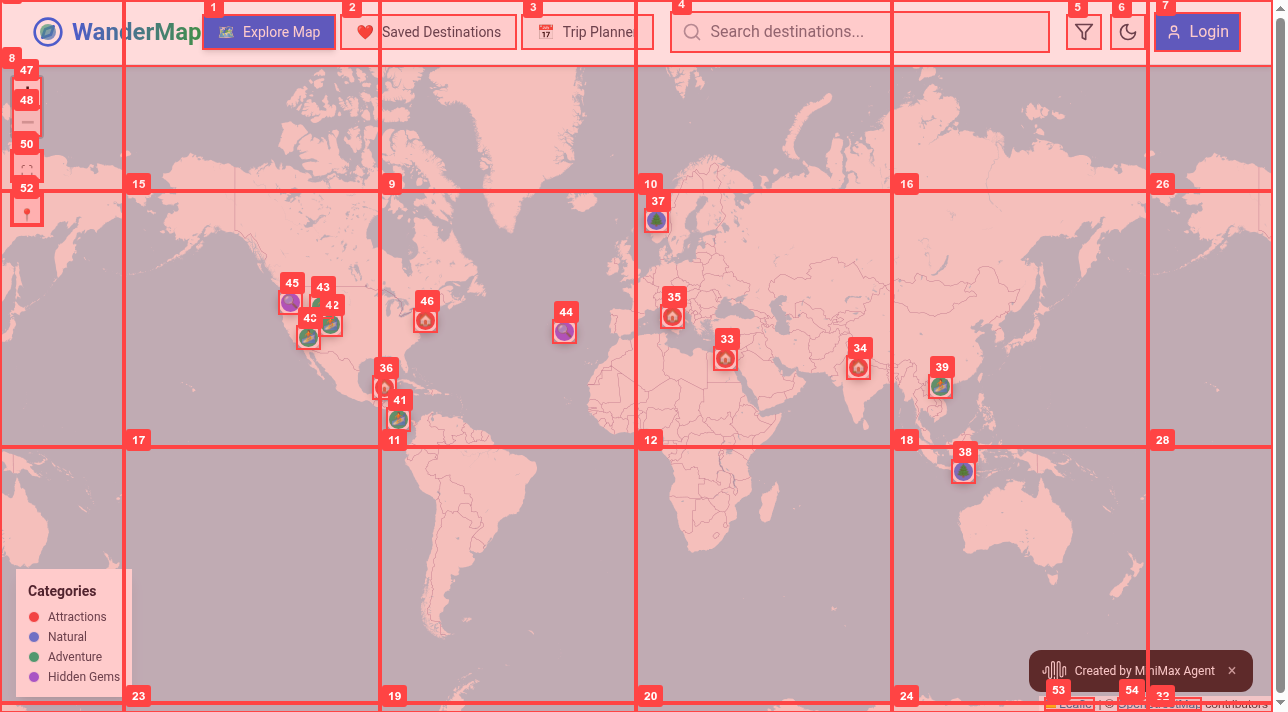 1 2 3 4 5 6 7
WanderMap Explore Map Saved Destinations Trip Planner Search destinations... Login
8
47
48
50
52
15 9 10 16 26
37
45 43 42 46 44 35
33 34 39
36
41
17 11 12 18 28
38
Categories
Attractions
Natural
Adventure
Hidden Gems
Created by MiniMax Agent ×
23 19 20 24 53 54 32
Leaflet | © OpenStreetMap contributors